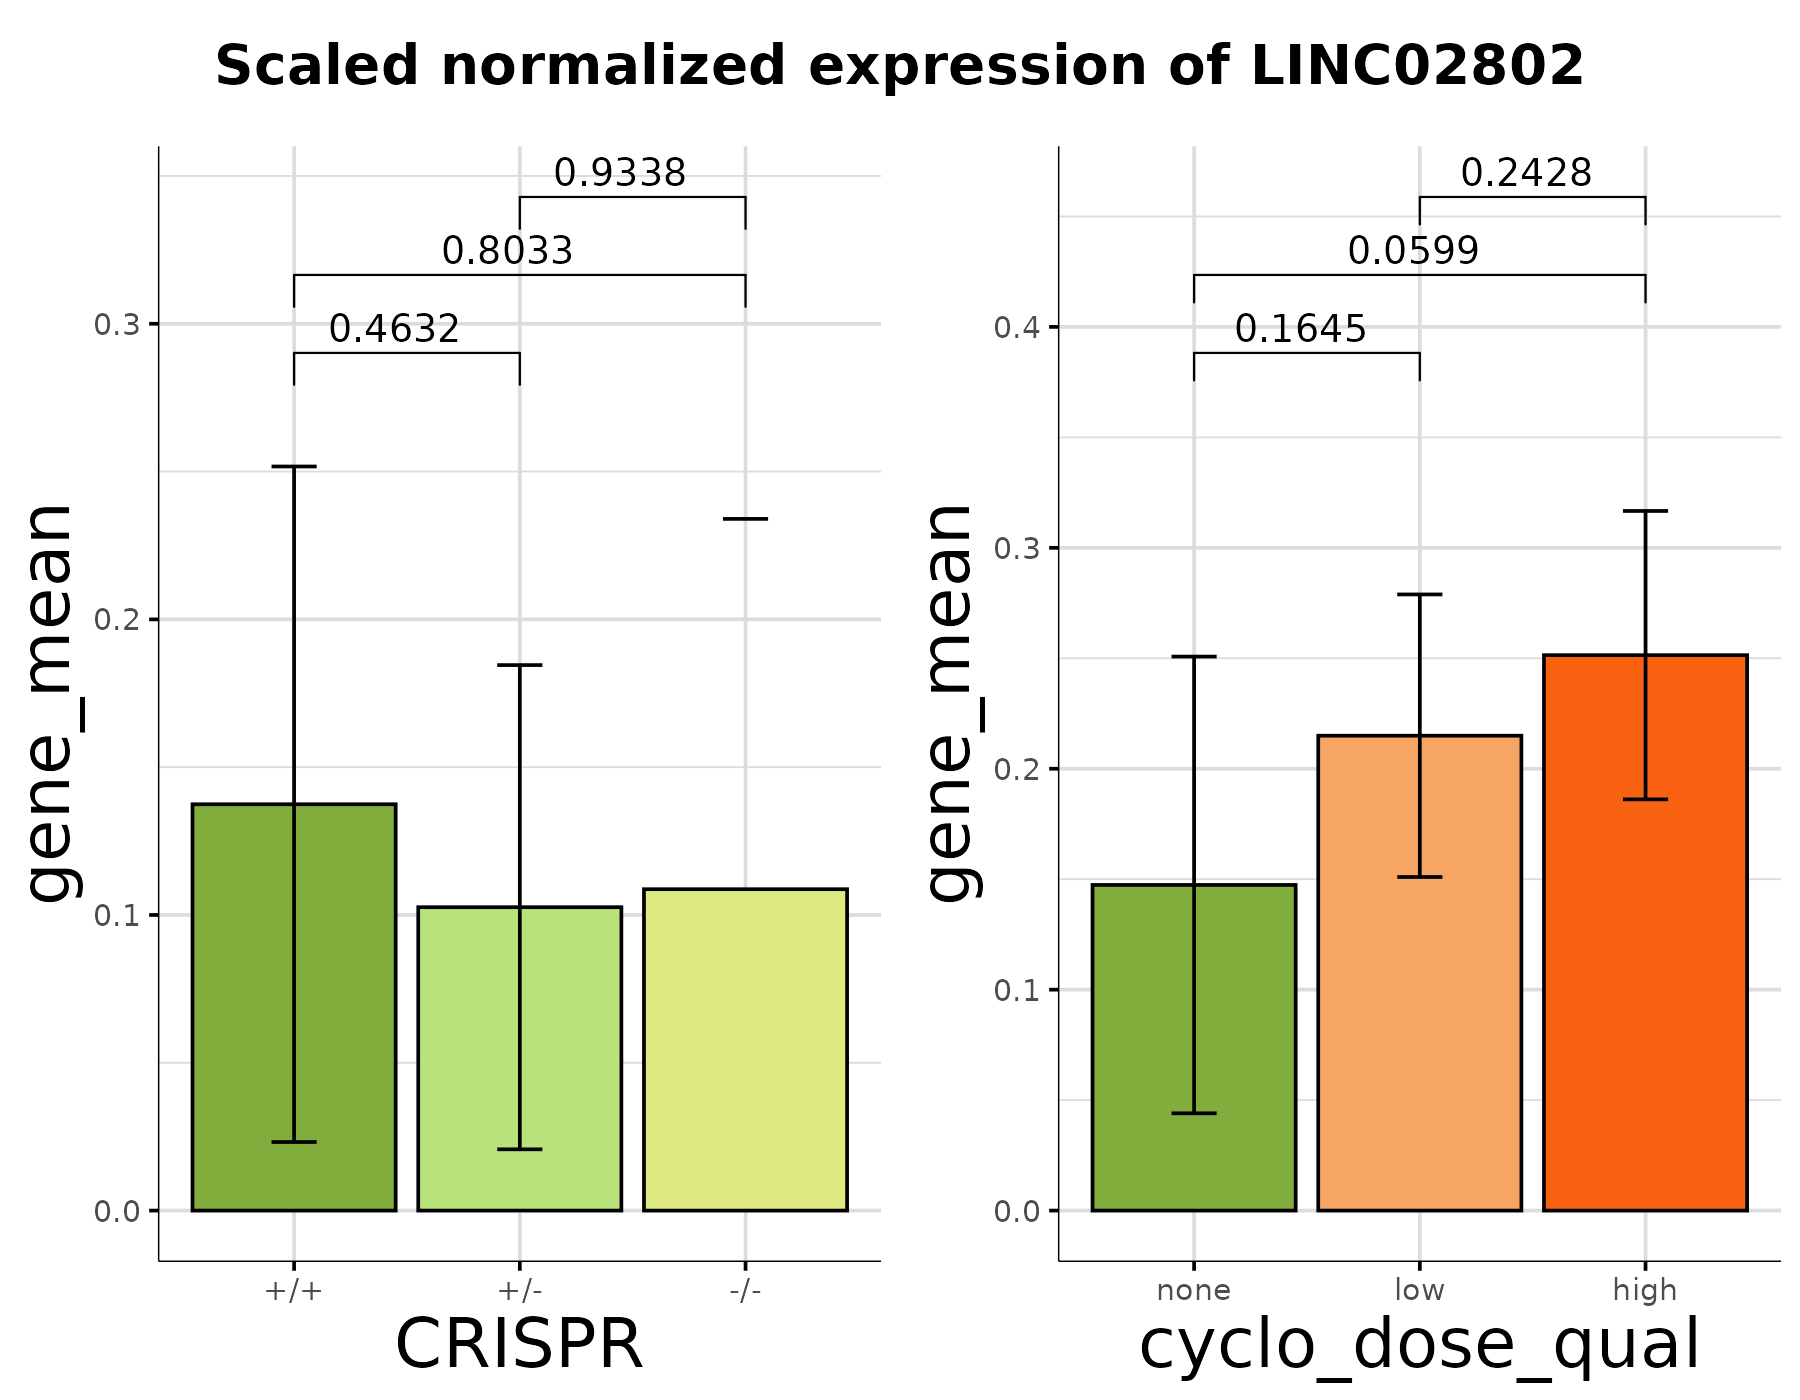 Scaled normalized expression of LINC02802
gene_mean
0.9338
0.8033
0.4632
0.3
0.2
0.1
0.0
+/+ +/- -/-
CRISPR
gene_mean
0.2428
0.0599
0.1645
0.4
0.3
0.2
0.1
0.0
none low high
cyclo_dose_qual